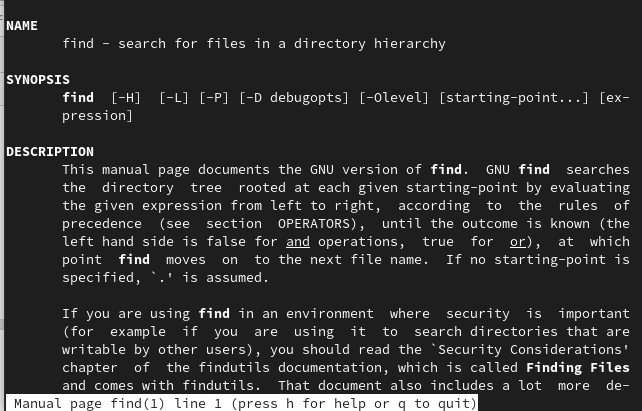 NAME
find - search for files in a directory hierarchy
SYNOPSIS
find [-H] [-L] [-P] [-D debugopts] [-Olevel] [starting-point...] [ex-
pression]
DESCRIPTION
This manual page documents the GNU version of find. GNU find searches
the directory tree rooted at each given starting-point by evaluating
the given expression from left to right, according to the rules of
precedence (see section OPERATORS), until the outcome is known (the
left hand side is false for and operations, true for or), at which
point find moves on to the next file name. If no starting-point is
specified, `.' is assumed.
If you are using find in an environment where security is important
(for example if you are using it to search directories that are
writable by other users), you should read the `Security Considerations'
chapter of the findutils documentation, which is called Finding Files
and comes with findutils. That document also includes a lot more de-
Manual page find(1) line 1 (press h for help or q to quit)